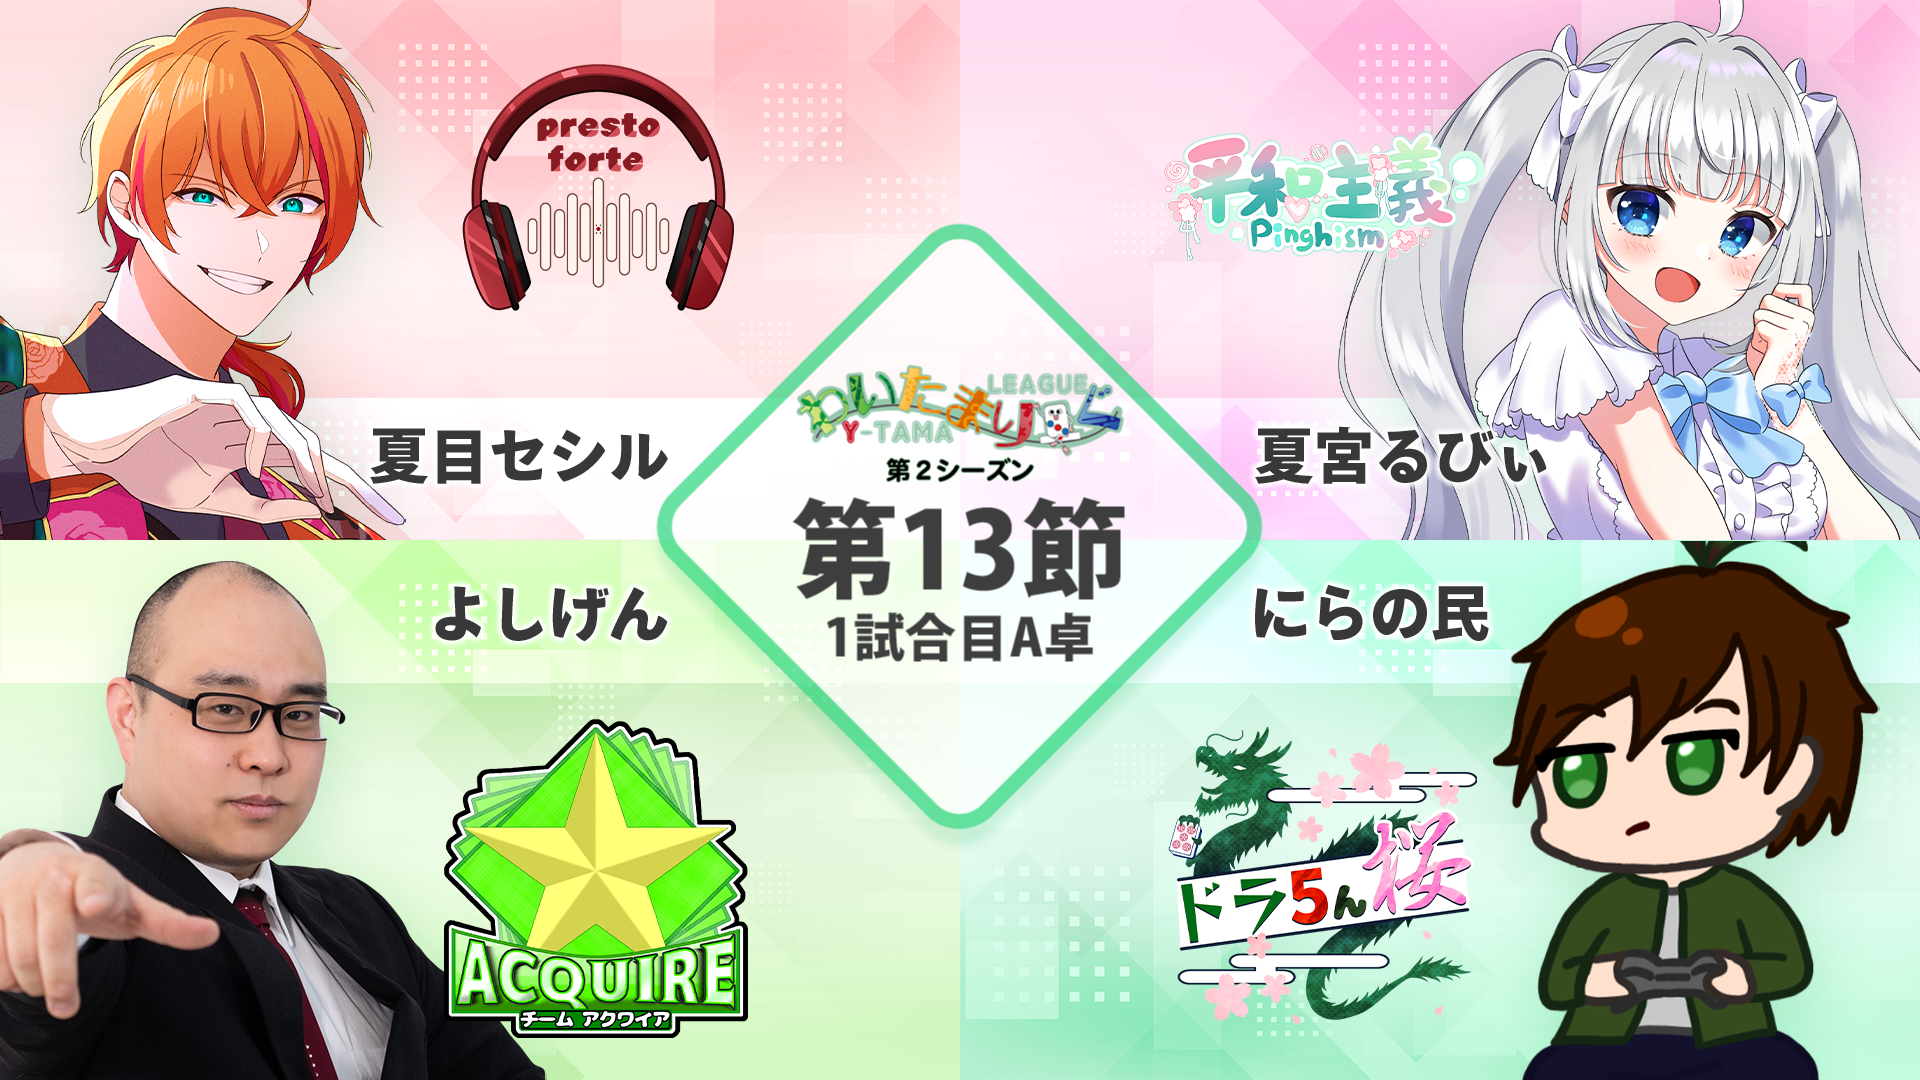 presto
forte
夏目セシル
平和主義
Pinghism
夏宮るびぃ
わいたまりーぐ
LEAGUE
Y-TAMA
第2シーズン
第13節
1試合目A卓
よしげん
ACQUIRE
チーム アクワイア
にらの民
ドラ5ん桜